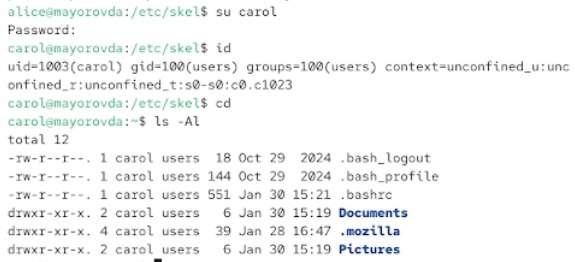 alice@mayorovda:/etc/skel$ su carol
Password:
carol@mayorovda:/etc/skel$ id
uid=1003(carol) gid=100(users) groups=100(users) context=unconfined_u:unc
onfined_r:unconfined_t:s0-s0:c0.c1023
carol@mayorovda:/etc/skel$ cd
carol@mayorovda:~$ ls -Al
total 12
-rw-r--r--. 1 carol users  18 Oct 29  2024 .bash_logout
-rw-r--r--. 1 carol users 144 Oct 29  2024 .bash_profile
-rw-r--r--. 1 carol users 551 Jan 30 15:21 .bashrc
drwxr-xr-x. 2 carol users   6 Jan 30 15:19 Documents
drwxr-xr-x. 4 carol users  39 Jan 28 16:47 .mozilla
drwxr-xr-x. 2 carol users   6 Jan 30 15:19 Pictures